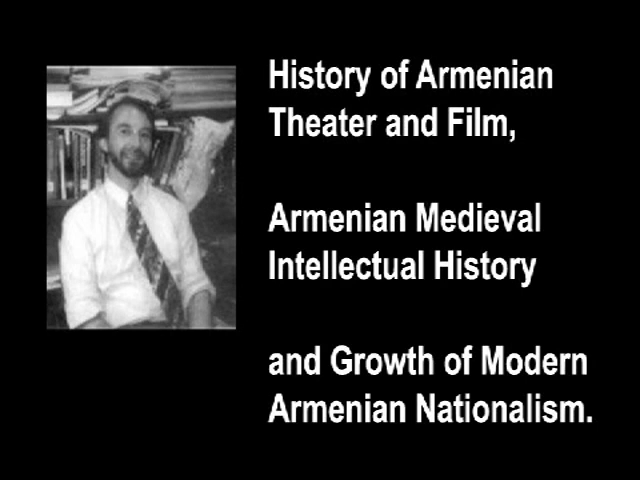 History of Armenian
Theater and Film,
Armenian Medieval
Intellectual History
and Growth of Modern
Armenian Nationalism.